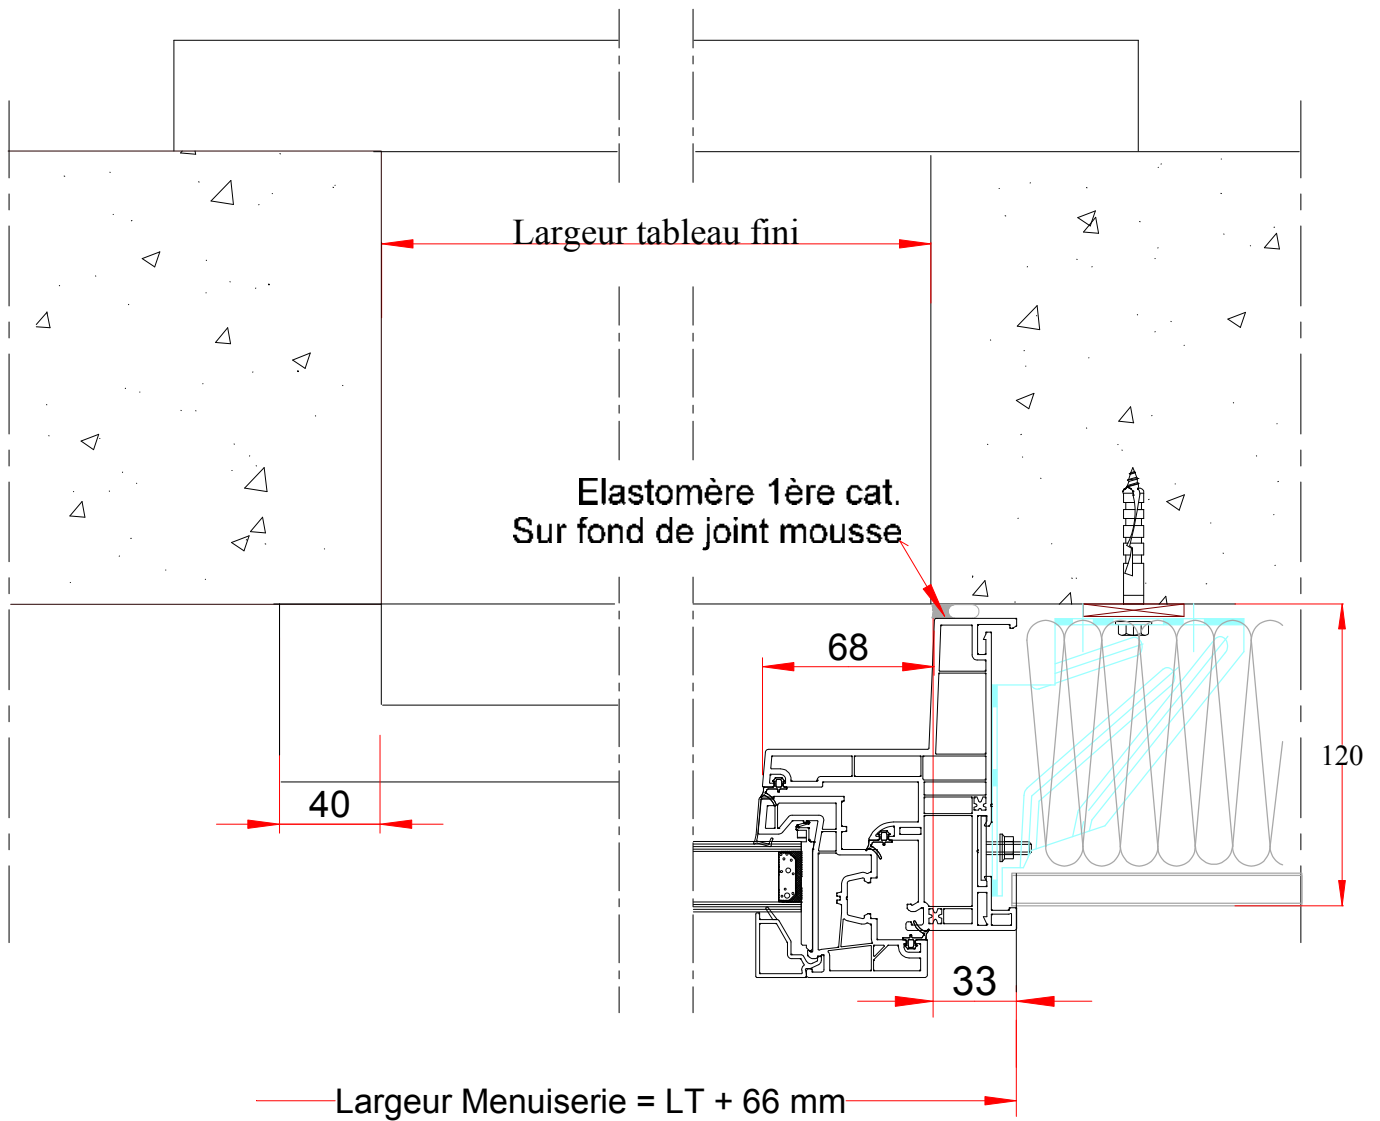 Largeur tableau fini
Elastomère 1ère cat.
Sur fond de joint mousse
68
120
40
33
Largeur Menuiserie = LT + 66 mm